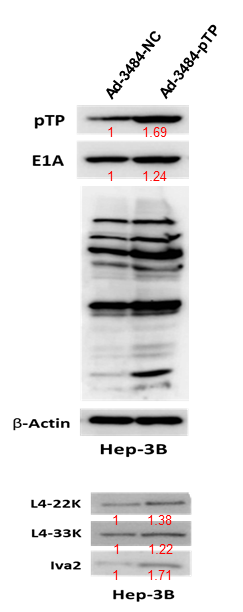 Ad-3484-NC
Ad-3484-pTP
pTP
1 1.69
E1A
1 1.24
β-Actin
Hep-3B
L4-22K
1 1.38
L4-33K
1 1.22
Iva2
1 1.71
Hep-3B